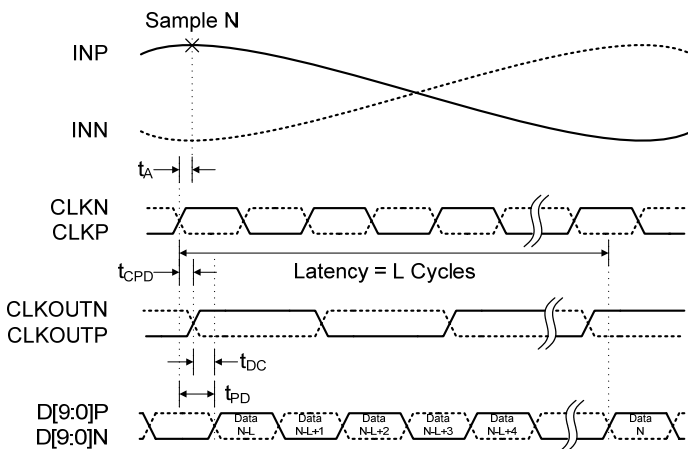 Sample N
INP
INN
tA
CLKN
CLKP
tCPD
Latency = L Cycles
CLKOUTN
CLKOUTP
tDC
tPD
D[9:0]P
D[9:0]N
Data
N-L
Data
N-L+1
Data
N-L+2
Data
N-L+3
Data
N-L+4
Data
N